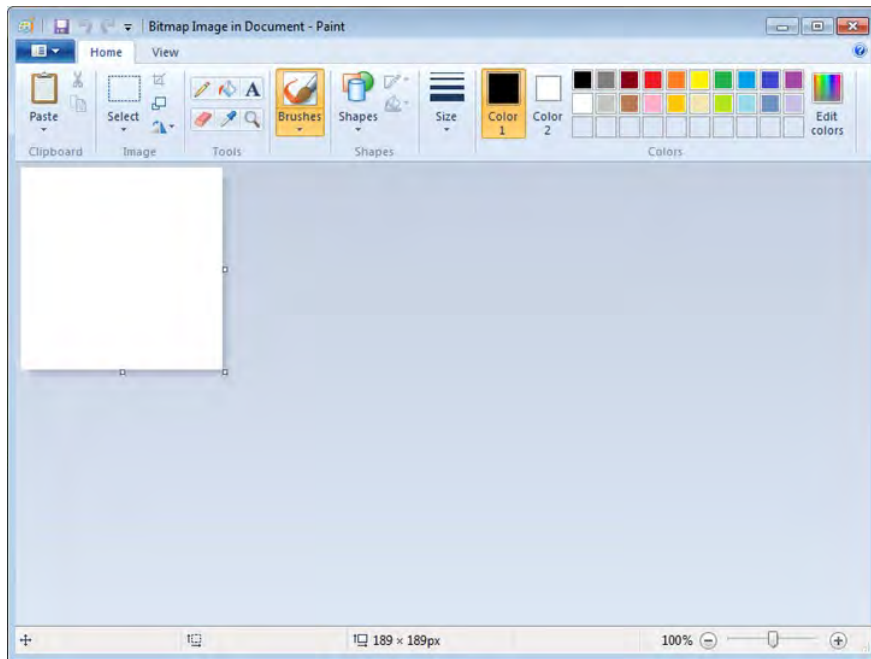 Bitmap Image in Document - Paint
Home View
Paste Select A Brushes Shapes Size Color 1 Color 2 Edit colors
Clipboard Image Tools Shapes Colors
189 × 189px 100%